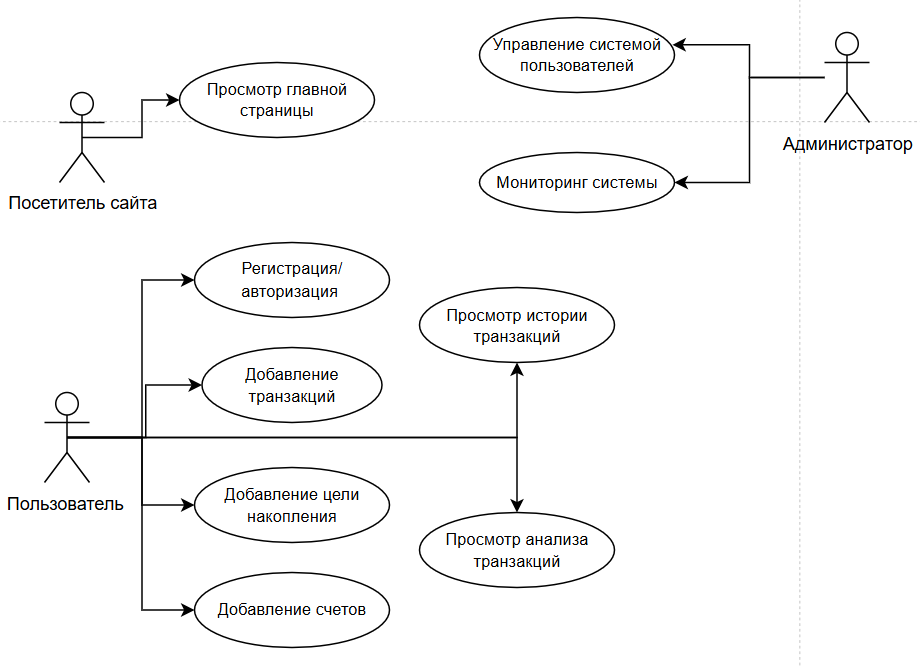 Управление системой
пользователей
Просмотр главной
страницы
Администратор
Мониторинг системы
Посетитель сайта
Регистрация/
авторизация
Просмотр истории
транзакций
Добавление
транзакций
Пользователь
Добавление цели
накопления
Просмотр анализа
транзакций
Добавление счетов